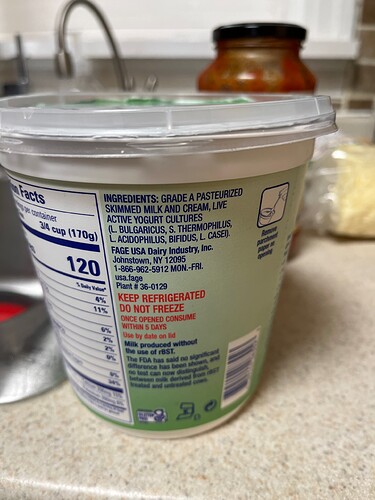 Facts
container
3/4 cup (170g)
120
% Daily Value*
4%
11%
6%
2%
2%
0%
INGREDIENTS: GRADE A PASTEURIZED
SKIMMED MILK AND CREAM, LIVE
ACTIVE YOGURT CULTURES
(L. BULGARICUS, S. THERMOPHILUS,
L. ACIDOPHILUS, BIFIDUS, L. CASEI).
FAGE USA Dairy Industry, Inc.
Johnstown, NY 12095
1-866-962-5912 MON.-FRI.
usa.fage
Plant # 36-0129
KEEP REFRIGERATED
DO NOT FREEZE
ONCE OPENED CONSUME
WITHIN 5 DAYS
Use by date on lid
Milk produced without
the use of rBST.
The FDA has said no significant
difference has been shown, and
no test can now distinguish,
between milk derived from rBST
treated and untreated cows.
Remove
parchment
paper on
opening